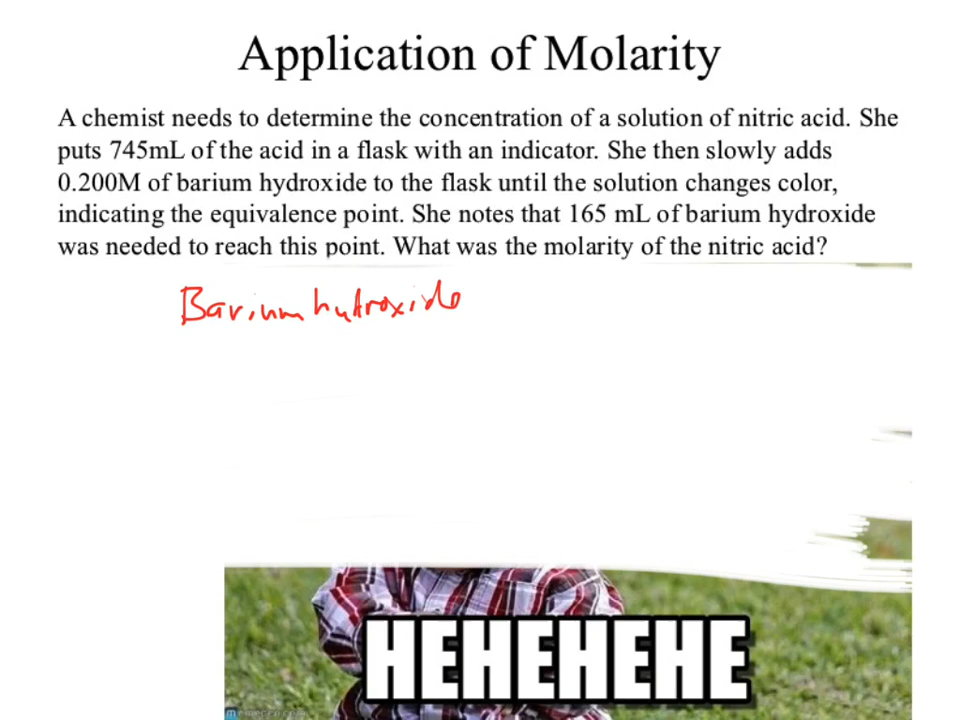 Application of Molarity
A chemist needs to determine the concentration of a solution of nitric acid. She
puts 745mL of the acid in a flask with an indicator. She then slowly adds
0.200M of barium hydroxide to the flask until the solution changes color,
indicating the equivalence point. She notes that 165 mL of barium hydroxide
was needed to reach this point. What was the molarity of the nitric acid?
Barium hydroxide
HEHEHEHE